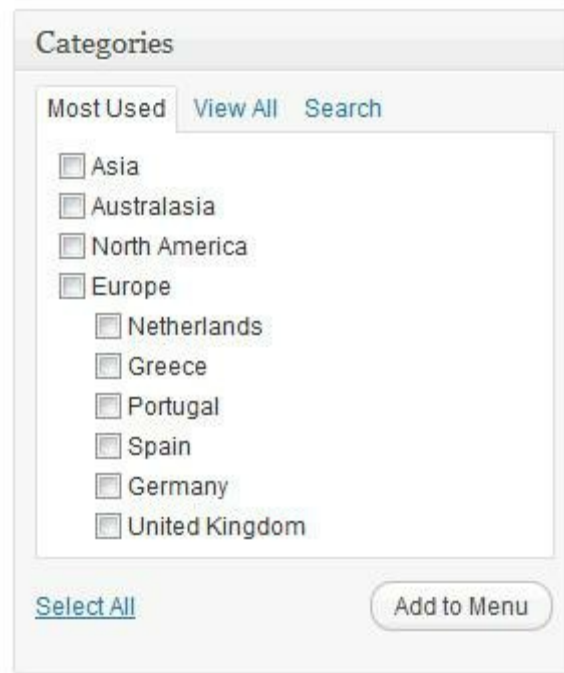 Categories
Most Used View All Search
Asia
Australasia
North America
Europe
Netherlands
Greece
Portugal
Spain
Germany
United Kingdom
Select All Add to Menu